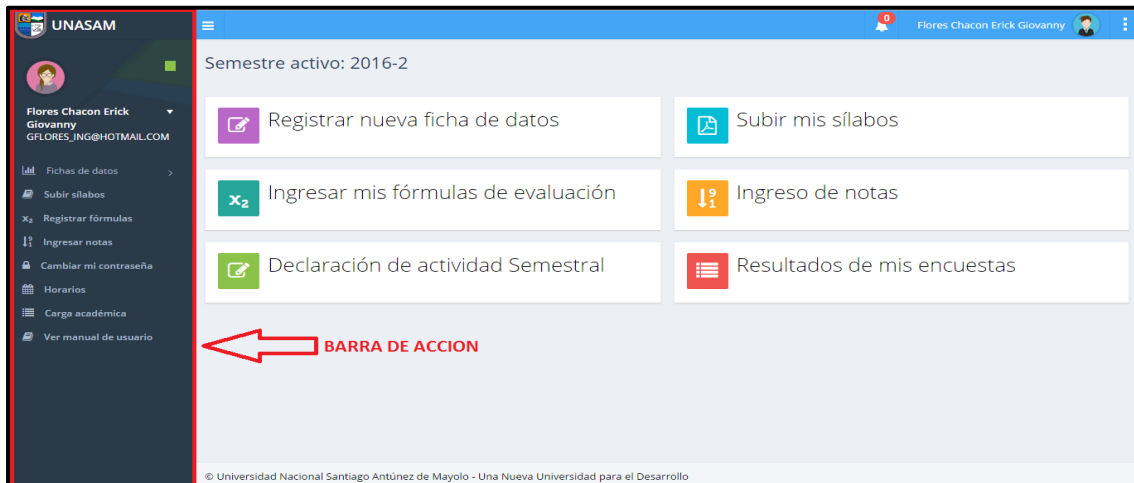 UNASAM
0
Flores Chacon Erick Giovanny
Flores Chacon Erick
Giovanny
GFLORES_ING@HOTMAIL.COM
Fichas de datos
Subir sílabos
X₂ Registrar fórmulas
Ingresar notas
Cambiar mi contraseña
Horarios
Carga académica
Ver manual de usuario
Semestre activo: 2016-2
Registrar nueva ficha de datos
Subir mis sílabos
X₂ Ingresar mis fórmulas de evaluación
Ingreso de notas
Declaración de actividad Semestral
Resultados de mis encuestas
BARRA DE ACCION
© Universidad Nacional Santiago Antúnez de Mayolo - Una Nueva Universidad para el Desarrollo